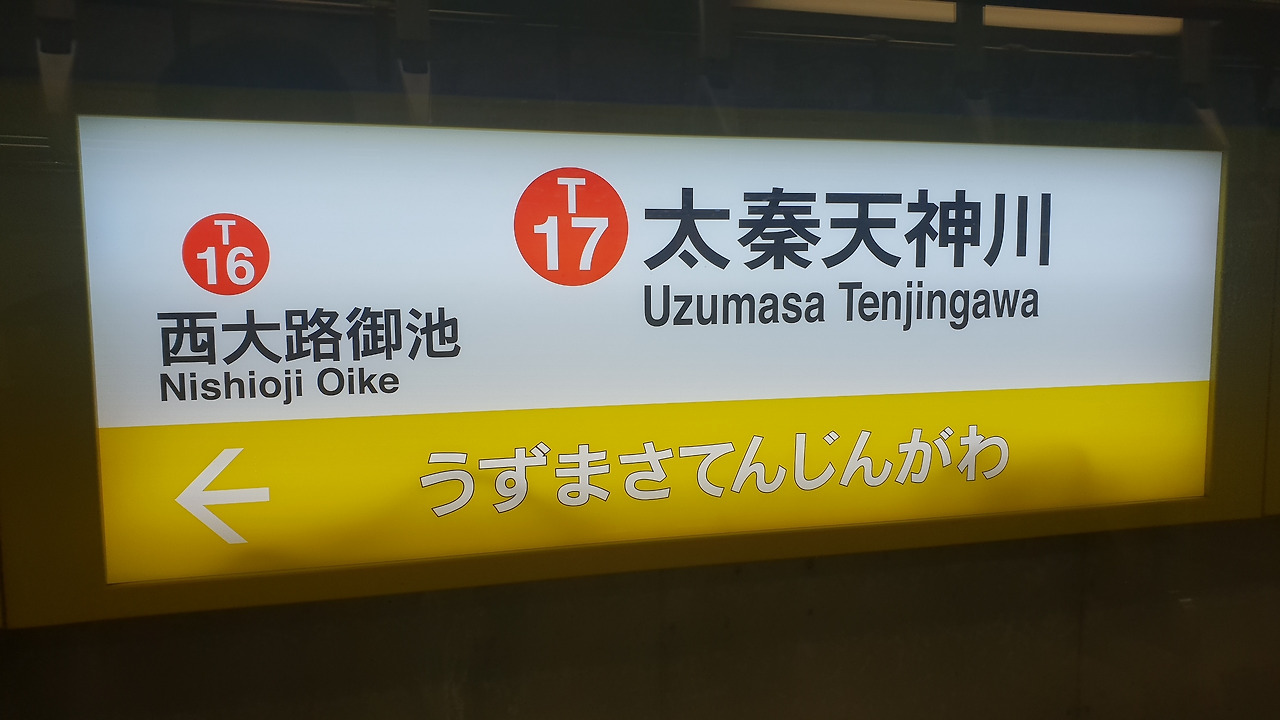 T
16
西大路御池
Nishioji Oike
T
17
太秦天神川
Uzumasa Tenjingawa
うずまさてんじんがわ